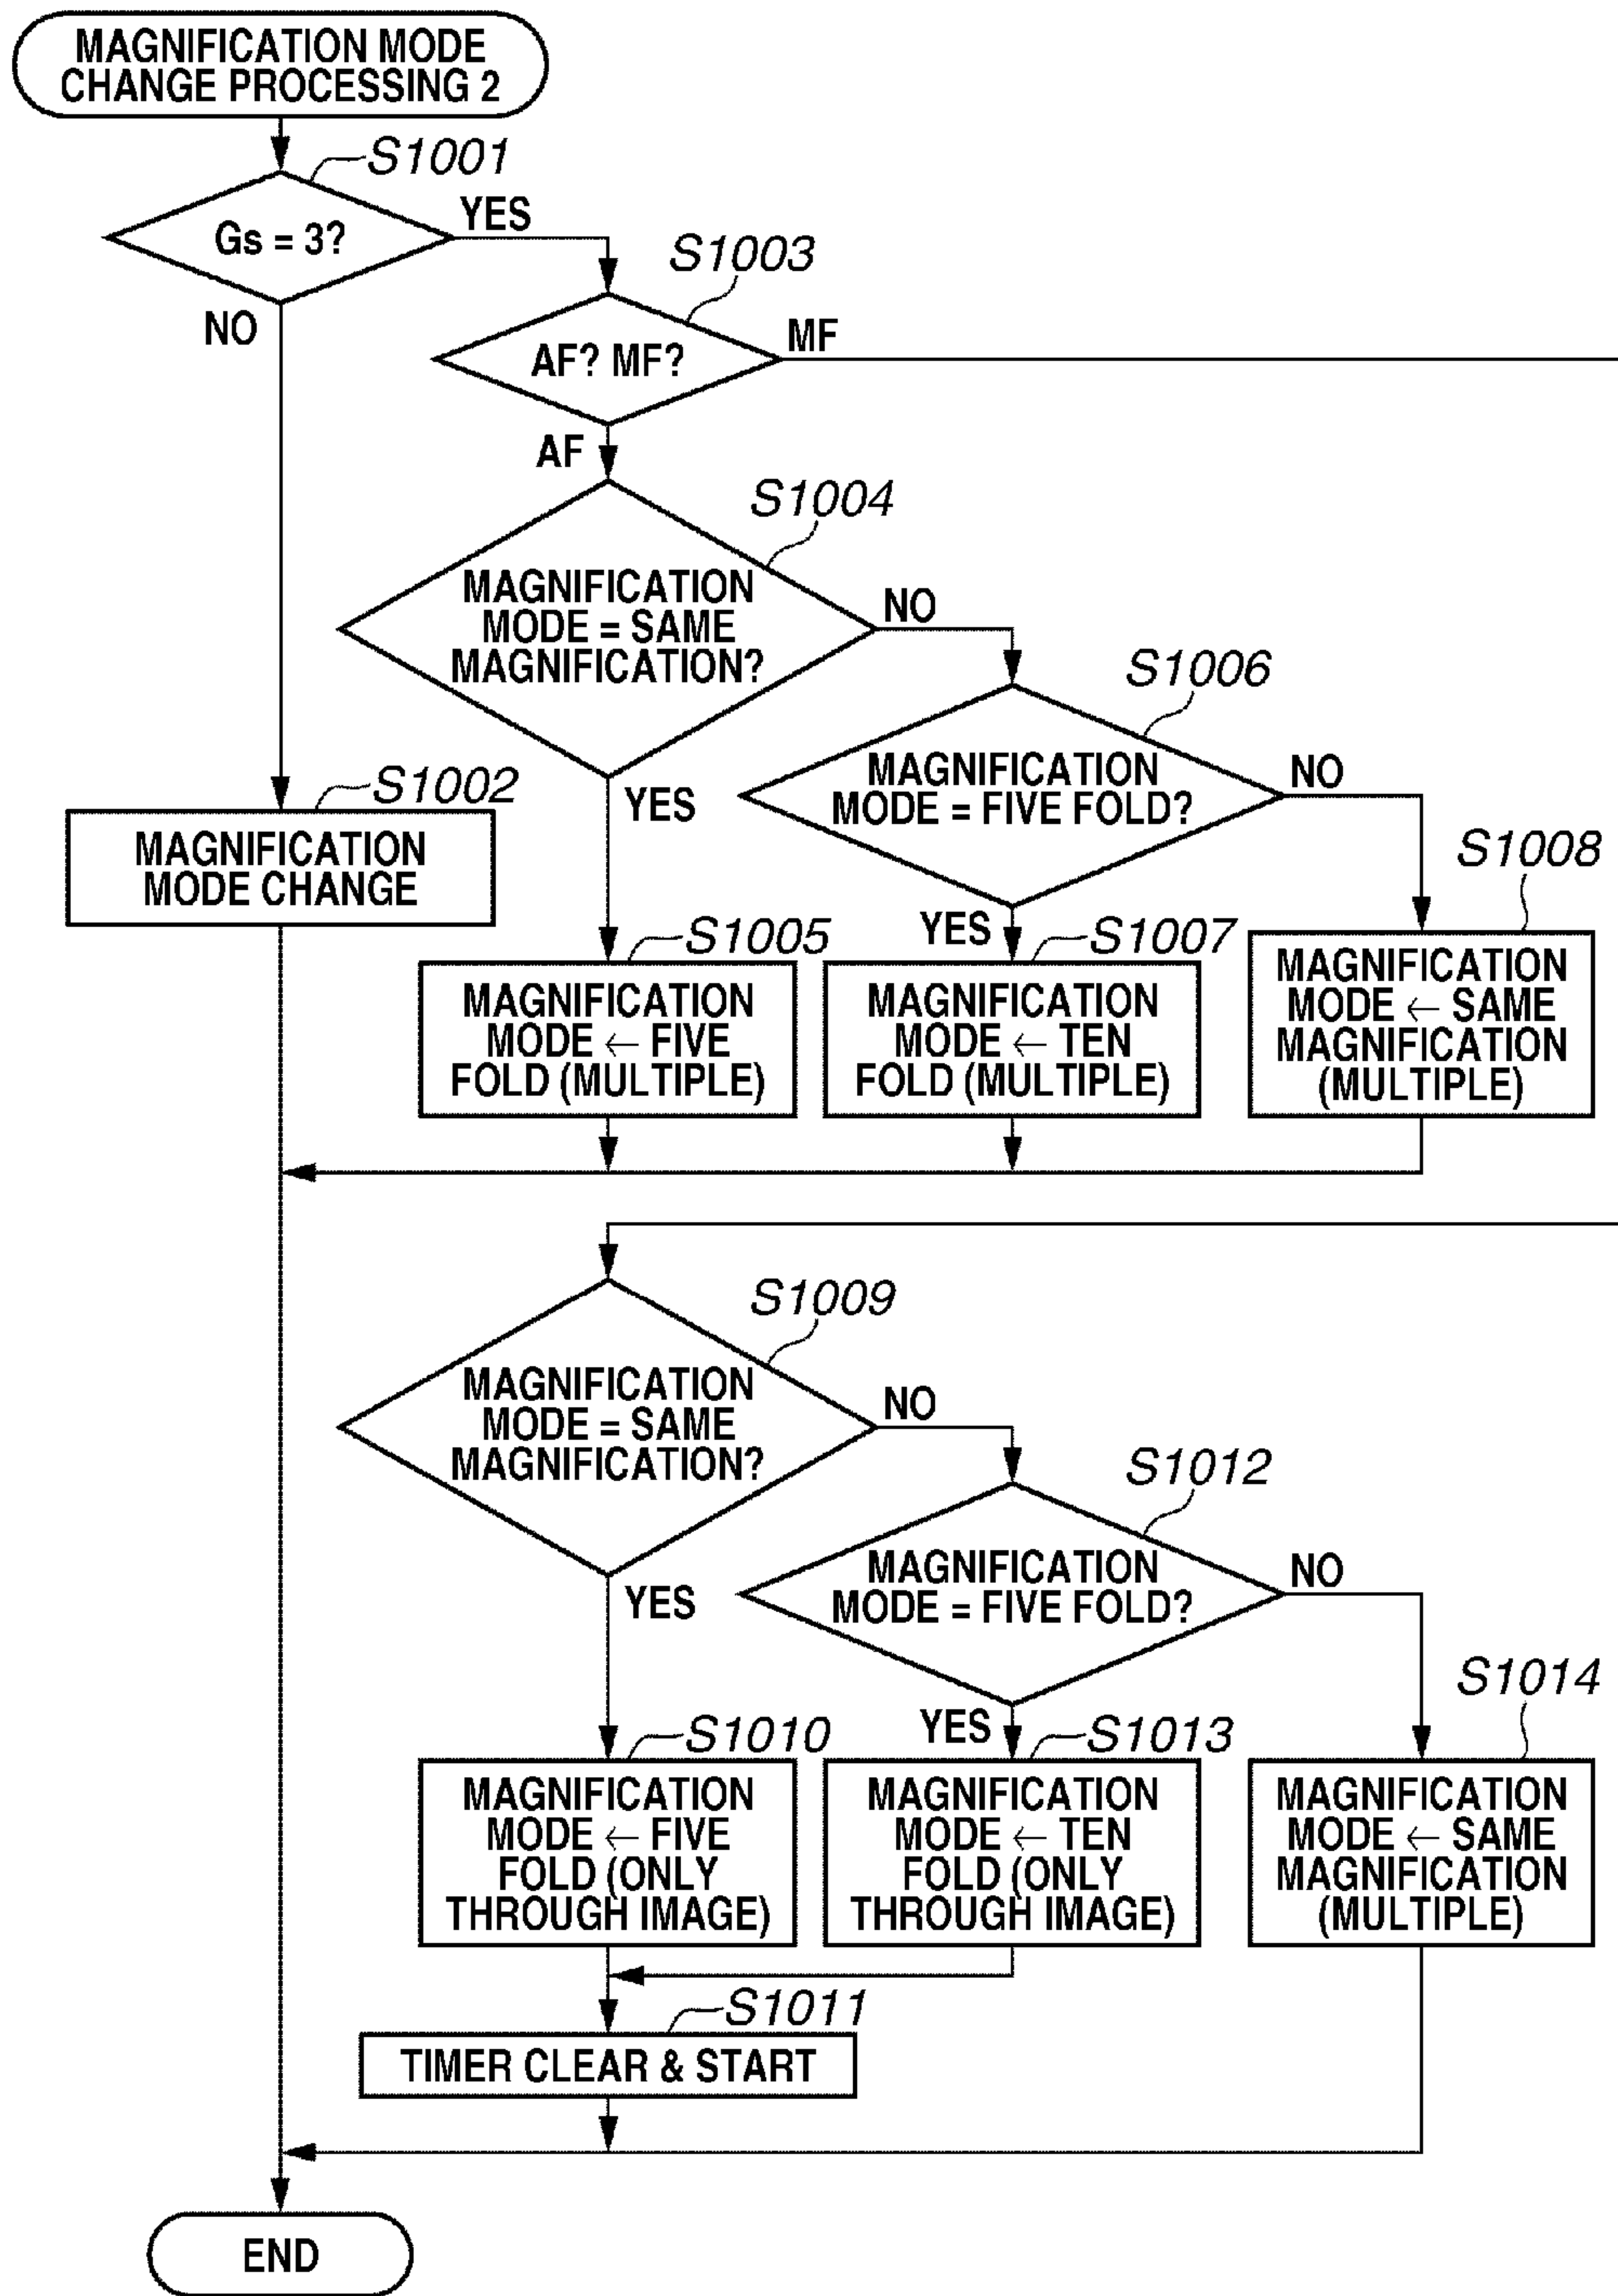 MAGNIFICATION MODE
CHANGE PROCESSING 2
S1001
Gs = 3?
YES
NO
S1003
AF? MF?
MF
AF
S1004
MAGNIFICATION
MODE = SAME
MAGNIFICATION?
NO
YES
S1006
MAGNIFICATION
MODE = FIVE FOLD?
NO
YES
S1002
MAGNIFICATION
MODE CHANGE
S1005
MAGNIFICATION
MODE ← FIVE
FOLD (MULTIPLE)
S1007
MAGNIFICATION
MODE ← TEN
FOLD (MULTIPLE)
S1008
MAGNIFICATION
MODE ← SAME
MAGNIFICATION
(MULTIPLE)
S1009
MAGNIFICATION
MODE = SAME
MAGNIFICATION?
NO
YES
S1012
MAGNIFICATION
MODE = FIVE FOLD?
NO
YES
S1010
MAGNIFICATION
MODE ← FIVE
FOLD (ONLY
THROUGH IMAGE)
S1013
MAGNIFICATION
MODE ← TEN
FOLD (ONLY
THROUGH IMAGE)
S1014
MAGNIFICATION
MODE ← SAME
MAGNIFICATION
(MULTIPLE)
S1011
TIMER CLEAR & START
END